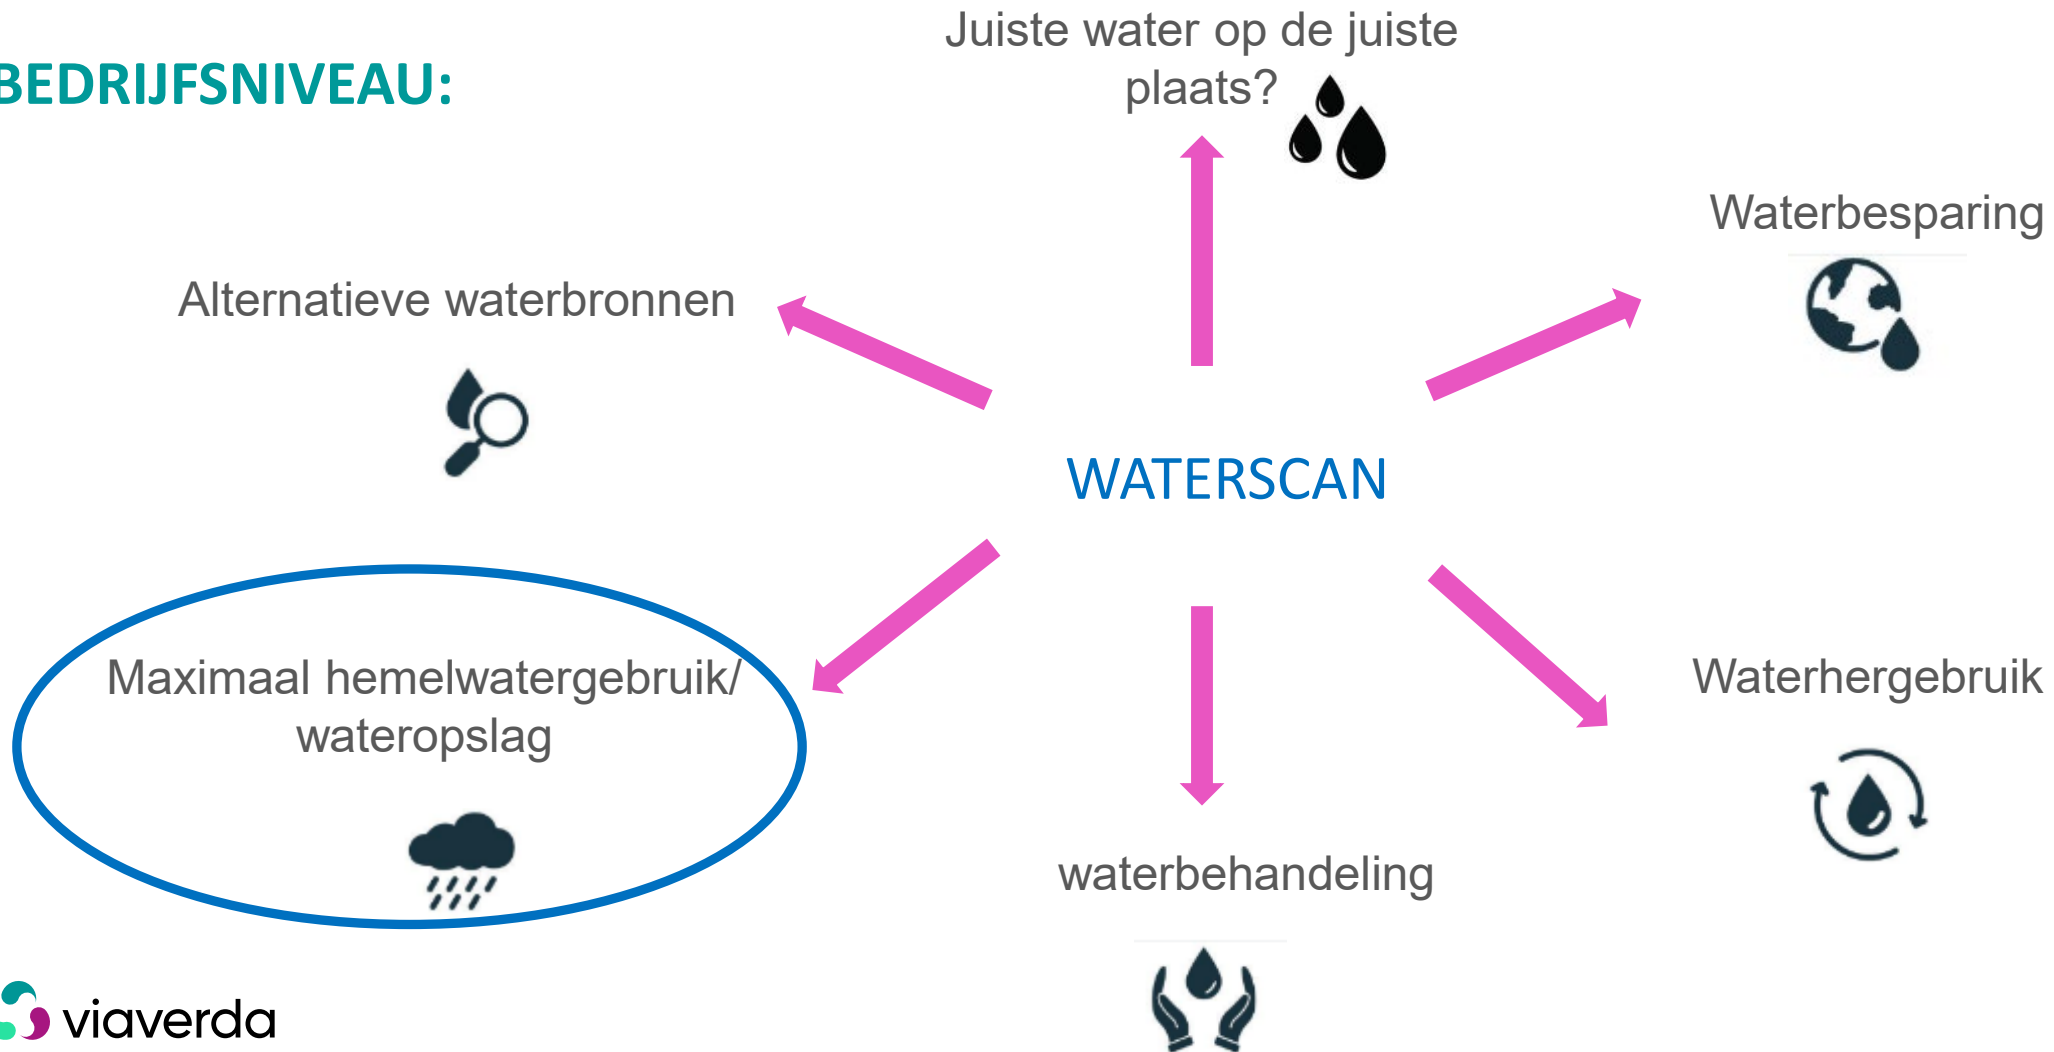 BEDRIJFSNIVEAU:
Juiste water op de juiste
plaats?
Waterbesparing
Alternatieve waterbronnen
WATERSCAN
Maximaal hemelwatergebruik/
wateropslag
Waterhergebruik
waterbehandeling
viaverda